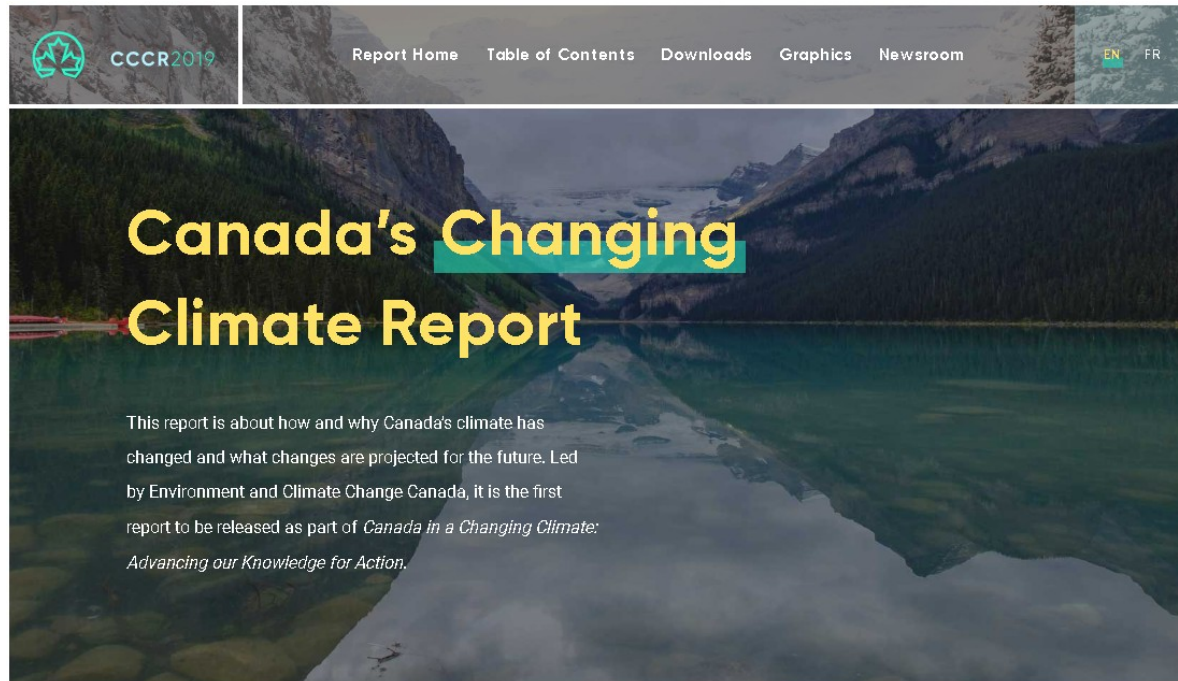 CCCR2019
Report Home Table of Contents Downloads Graphics Newsroom
EN FR
Canada's Changing
Climate Report
This report is about how and why Canada's climate has
changed and what changes are projected for the future. Led
by Environment and Climate Change Canada, it is the first
report to be released as part of Canada in a Changing Climate:
Advancing our Knowledge for Action.